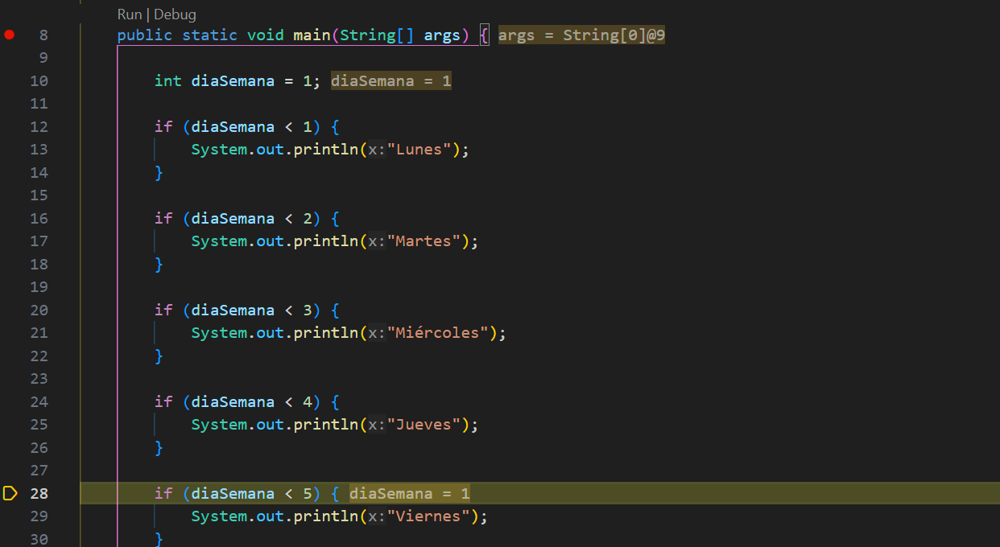 Run | Debug
8 public static void main(String[] args) { args = String[0]@9
9
10 int diaSemana = 1; diaSemana = 1
11
12 if (diaSemana < 1) {
13 System.out.println(x:"Lunes");
14 }
15
16 if (diaSemana < 2) {
17 System.out.println(x:"Martes");
18 }
19
20 if (diaSemana < 3) {
21 System.out.println(x:"Miércoles");
22 }
23
24 if (diaSemana < 4) {
25 System.out.println(x:"Jueves");
26 }
27
28 if (diaSemana < 5) { diaSemana = 1
29 System.out.println(x:"Viernes");
30 }